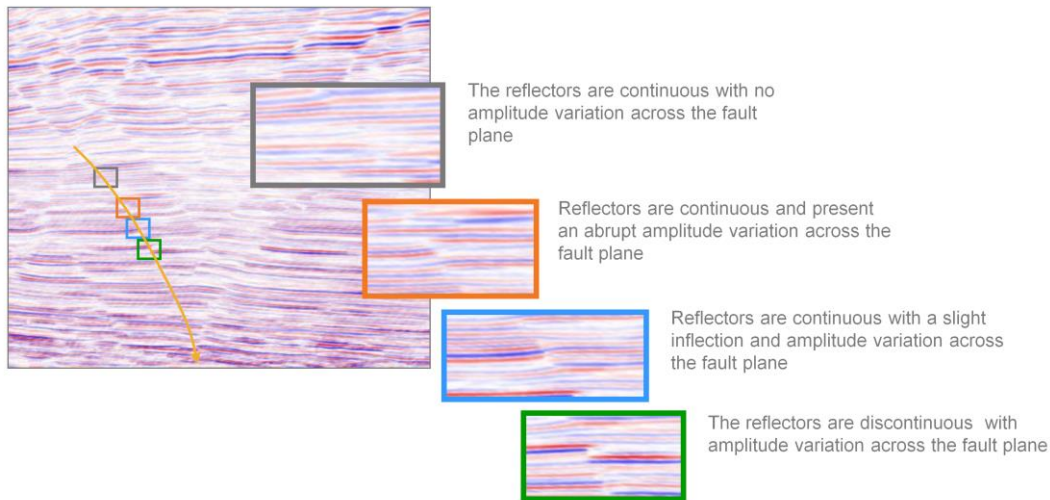 The reflectors are continuous with no
amplitude variation across the fault
plane
Reflectors are continuous and present
an abrupt amplitude variation across the
fault plane
Reflectors are continuous with a slight
inflection and amplitude variation across
the fault plane
The reflectors are discontinuous with
amplitude variation across the fault plane